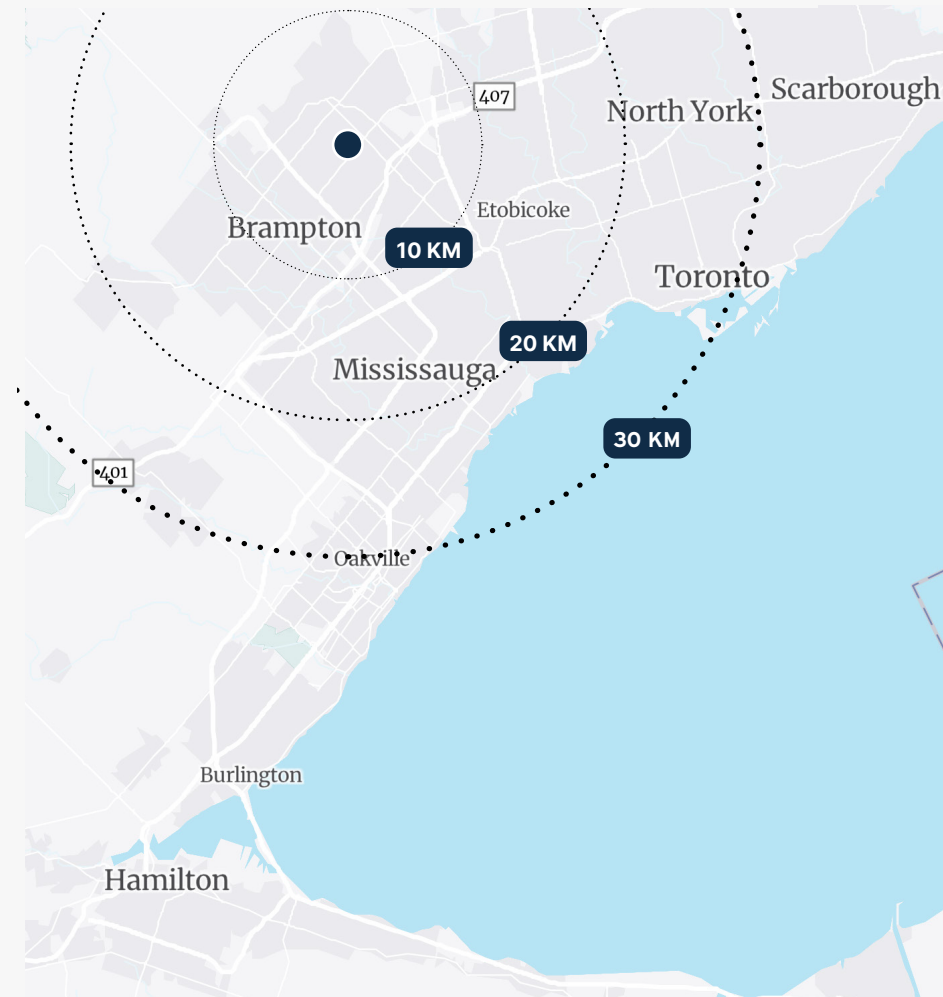 Scarborough
407
North York
Etobicoke
Brampton
10 KM
Toronto
20 KM
Mississauga
30 KM
401
Oakville
Burlington
Hamilton